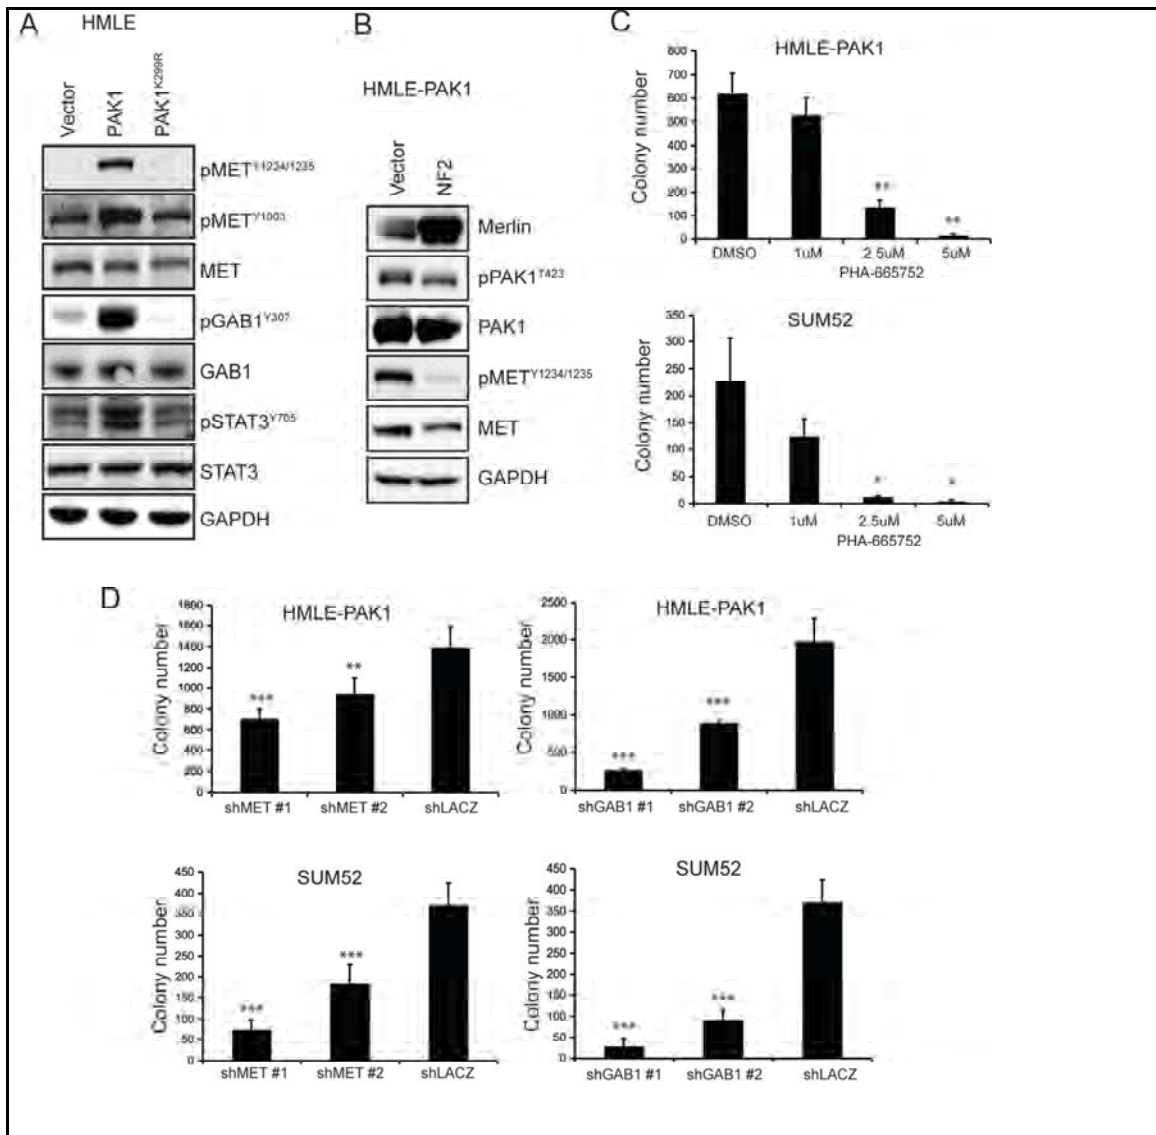 A
HMLE
Vector
PAK1
PAK1K299R
pMETY1234/1235
pMETY1003
MET
pGAB1Y307
GAB1
pSTAT3Y705
STAT3
GAPDH
B
HMLE-PAK1
Vector
NF2
Merlin
pPAK1T423
PAK1
pMETY1234/1235
MET
GAPDH
C
HMLE-PAK1
Colony number
800
700
600
500
400
300
200
100
0
**
**
DMSO 1uM 2 5uM 5uM
PHA-665752
SUM52
Colony number
350
300
250
200
150
100
50
0
*
*
DMSO 1uM 2.5uM 5uM
PHA-665752
D
HMLE-PAK1
Colony number
1800
1600
1400
1200
1000
800
600
400
200
0
***
**
shMET #1 shMET #2 shLACZ
HMLE-PAK1
Colony number
2500
2000
1500
1000
500
0
***
***
shGAB1 #1 shGAB1 #2 shLACZ
SUM52
Colony number
450
400
350
300
250
200
150
100
50
0
***
***
shMET #1 shMET #2 shLACZ
SUM52
Colony number
450
400
350
300
250
200
150
100
50
0
***
***
shGAB1 #1 shGAB1 #2 shLACZ